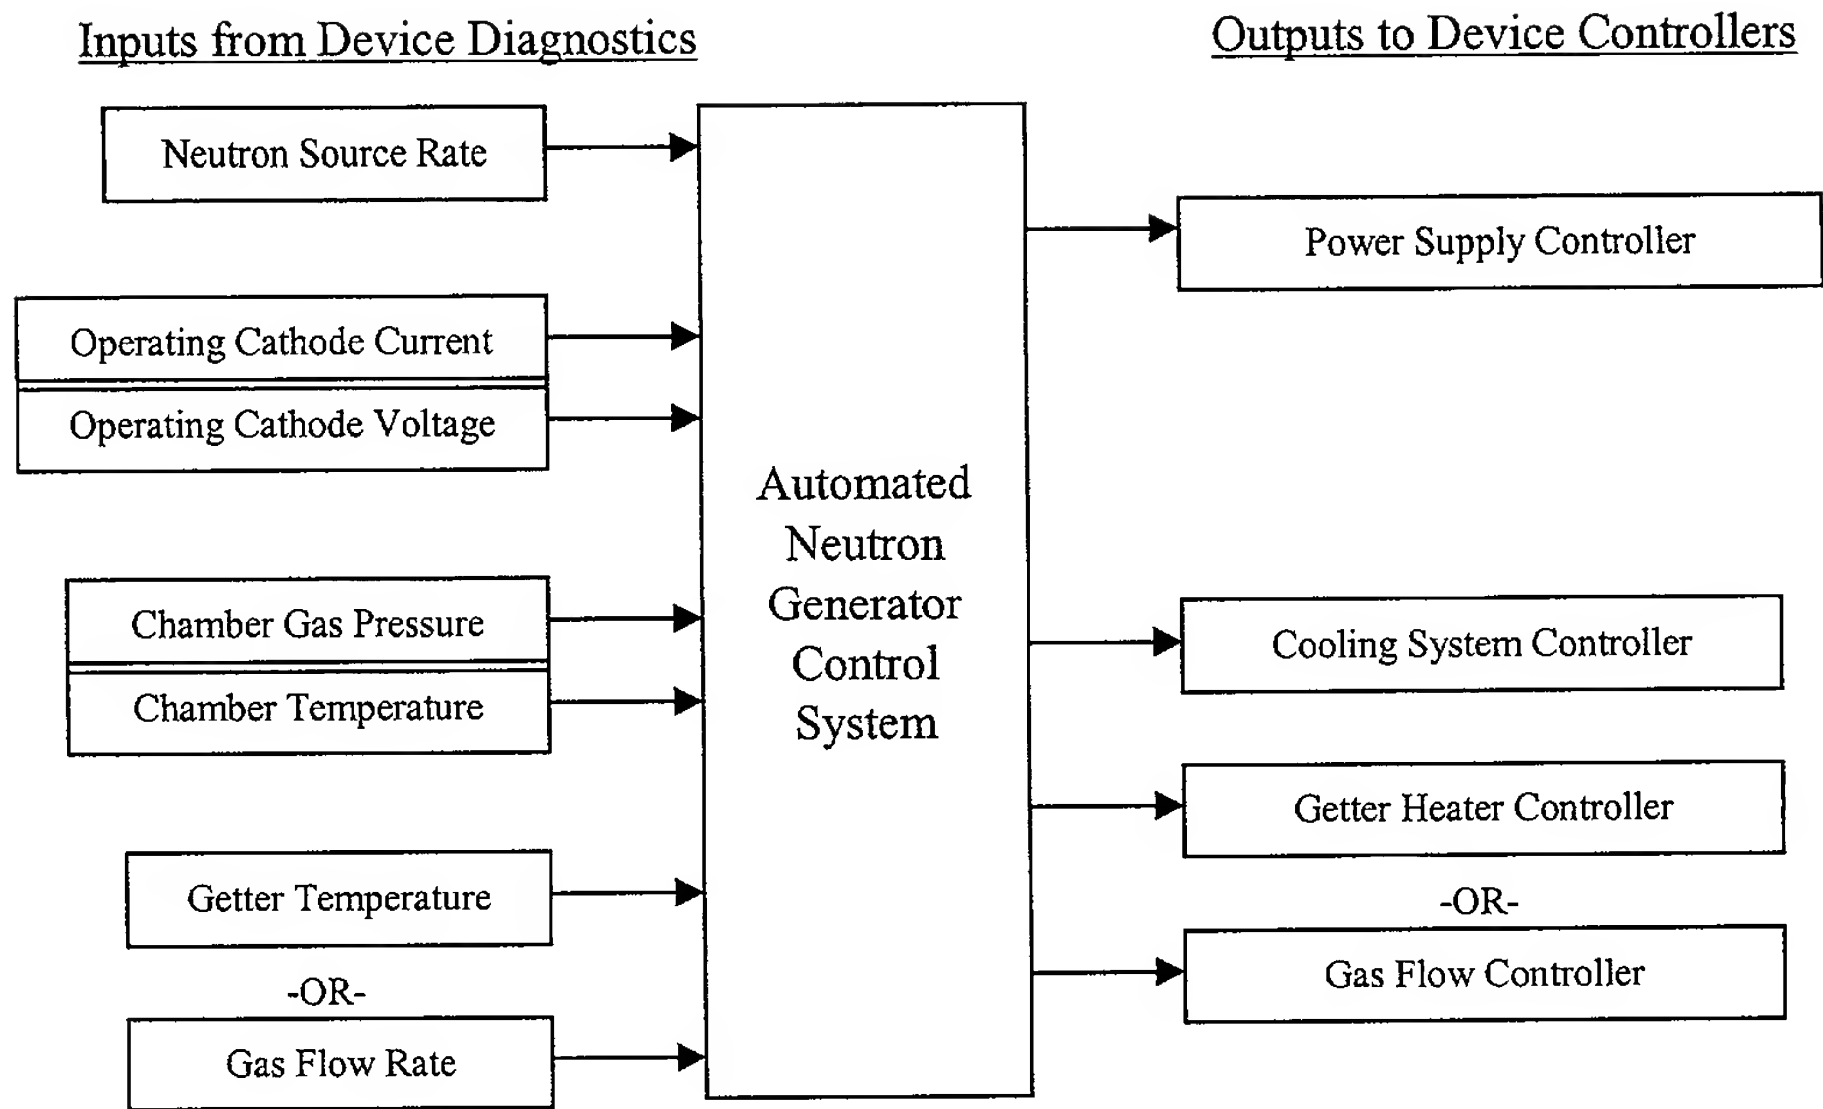 Inputs from Device Diagnostics
Outputs to Device Controllers
Neutron Source Rate
Operating Cathode Current
Operating Cathode Voltage
Chamber Gas Pressure
Chamber Temperature
Getter Temperature
-OR-
Gas Flow Rate
Automated
Neutron
Generator
Control
System
Power Supply Controller
Cooling System Controller
Getter Heater Controller
-OR-
Gas Flow Controller